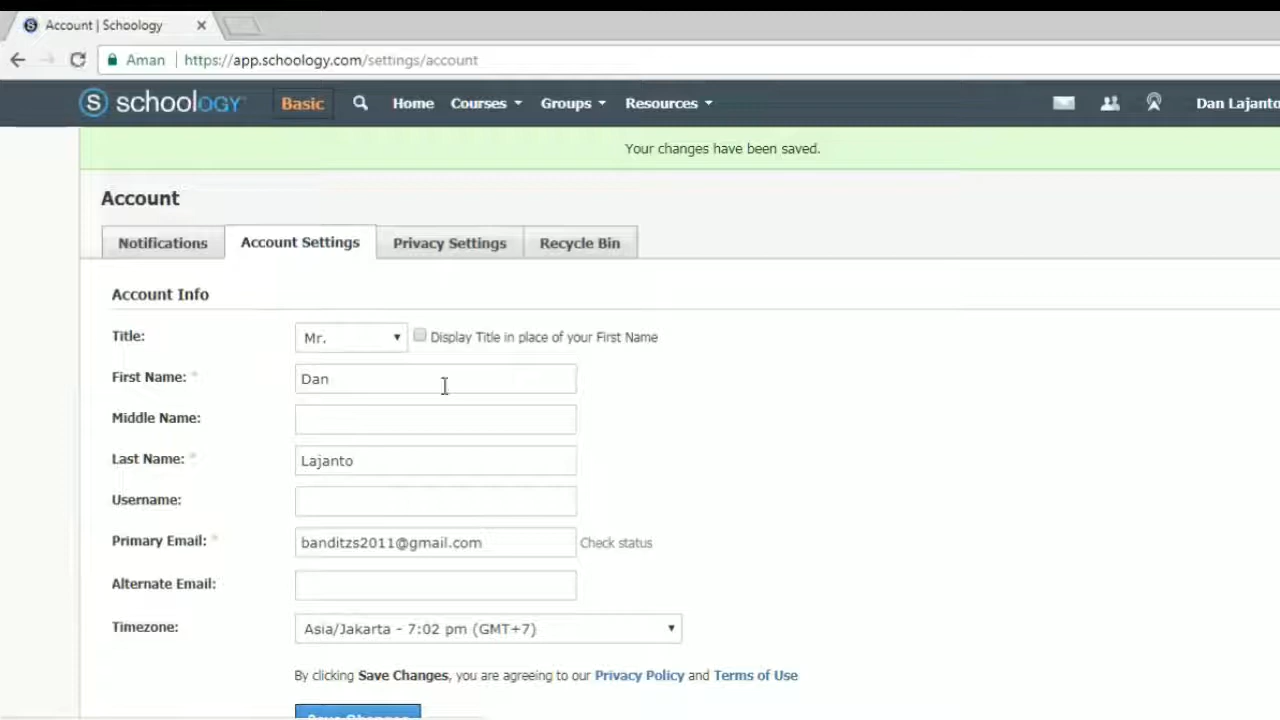 Account | Schoology
Aman https://app.schoology.com/settings/account
S schoology Basic Home Courses Groups Resources Dan Lajanto
Your changes have been saved.
Account
Notifications Account Settings Privacy Settings Recycle Bin
Account Info
Title: Mr. Display Title in place of your First Name
First Name: * Dan
Middle Name:
Last Name: * Lajanto
Username:
Primary Email: * banditzs2011@gmail.com Check status
Alternate Email:
Timezone: Asia/Jakarta - 7:02 pm (GMT+7)
By clicking Save Changes, you are agreeing to our Privacy Policy and Terms of Use
Save Changes